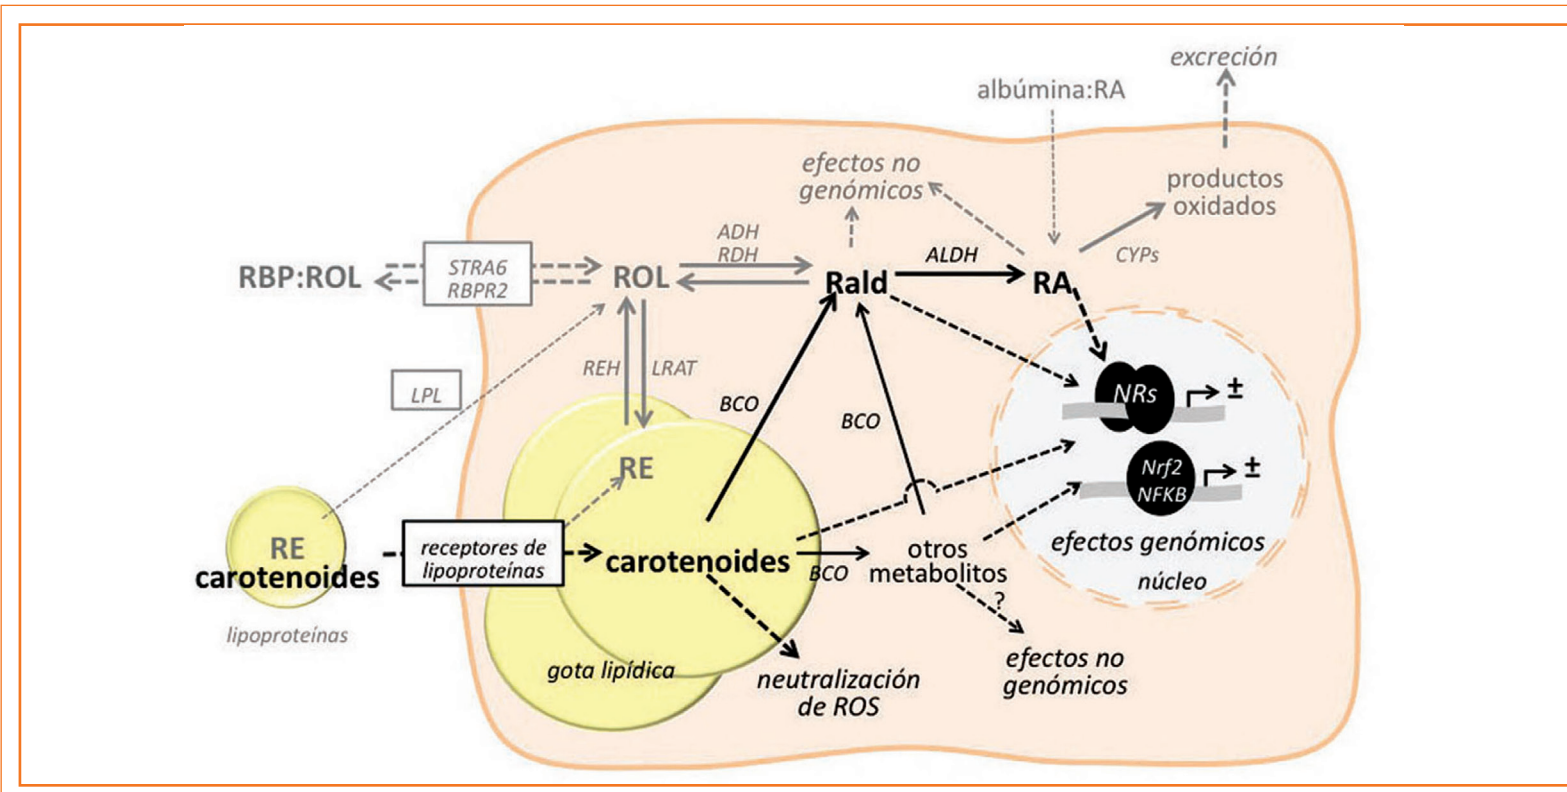 excreción
albúmina:RA
efectos no
genómicos
productos
oxidados
ADH
RDH
ALDH
CYPs
RBP:ROL
STRA6
RBPR2
ROL
Rald
RA
REH
LRAT
LPL
BCO
BCO
NRs
±
RE
Nrf2
NFKB
±
RE
carotenoides
receptores de
lipoproteínas
carotenoides
BCO
otros
metabolitos
?
efectos genómicos
núcleo
lipoproteínas
gota lipídica
neutralización
de ROS
efectos no
genómicos